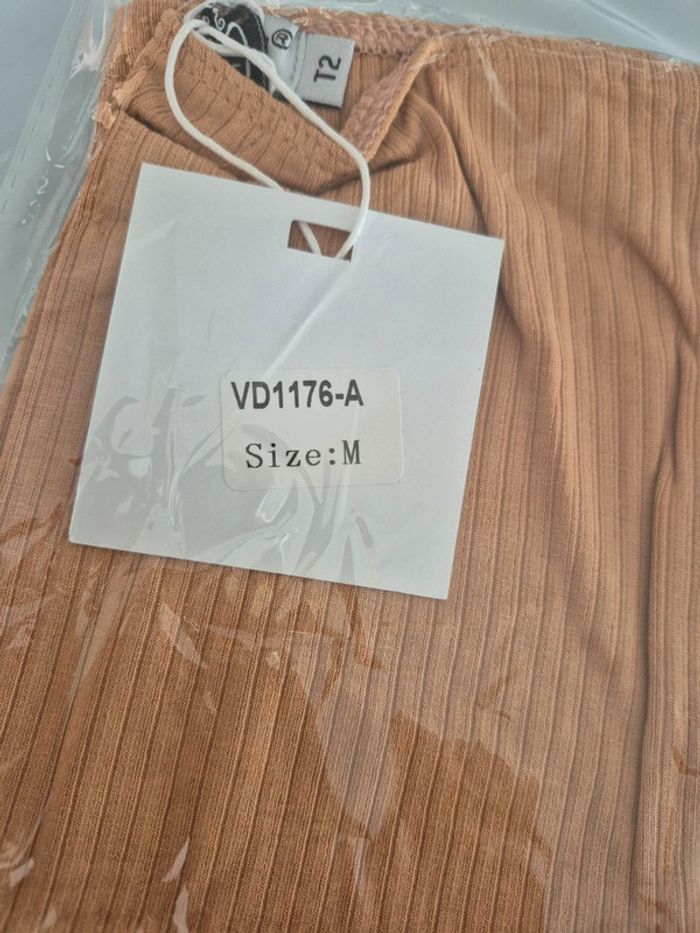 ®
T2
VD1176-A
Size:M